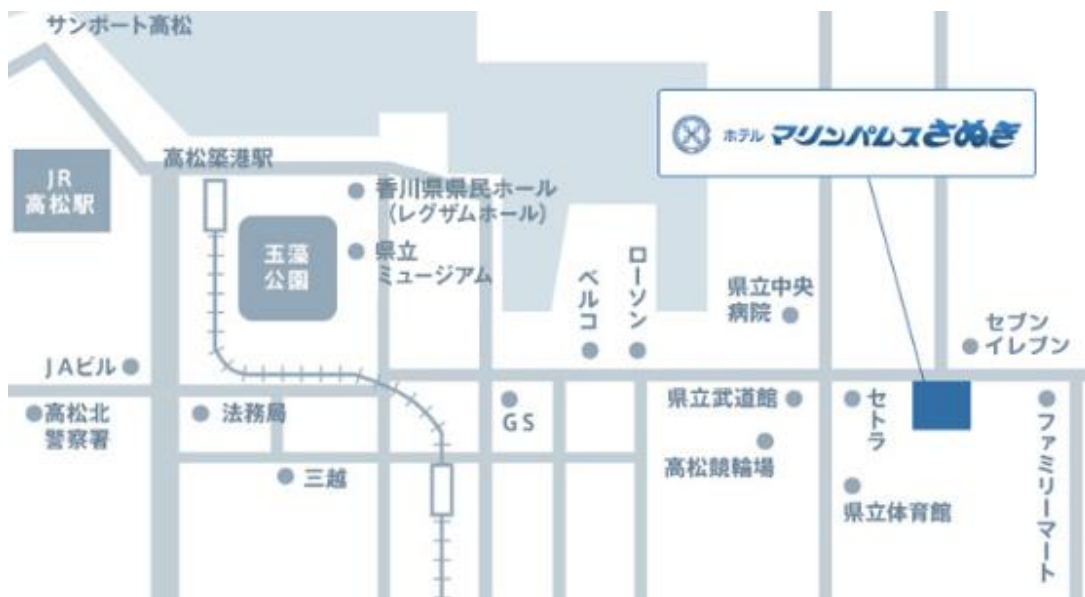 サンポート高松
JR
高松駅
高松築港駅
香川県県民ホール
(レグザムホール)
玉藻
公園
県立
ミュージアム
ホテル マリンパレスさぬき
ベルコ
ローソン
県立中央
病院
セブン
イレブン
JAビル
高松北
警察署
法務局
三越
GS
県立武道館
高松競輪場
セトラ
県立体育館
ファミリーマート